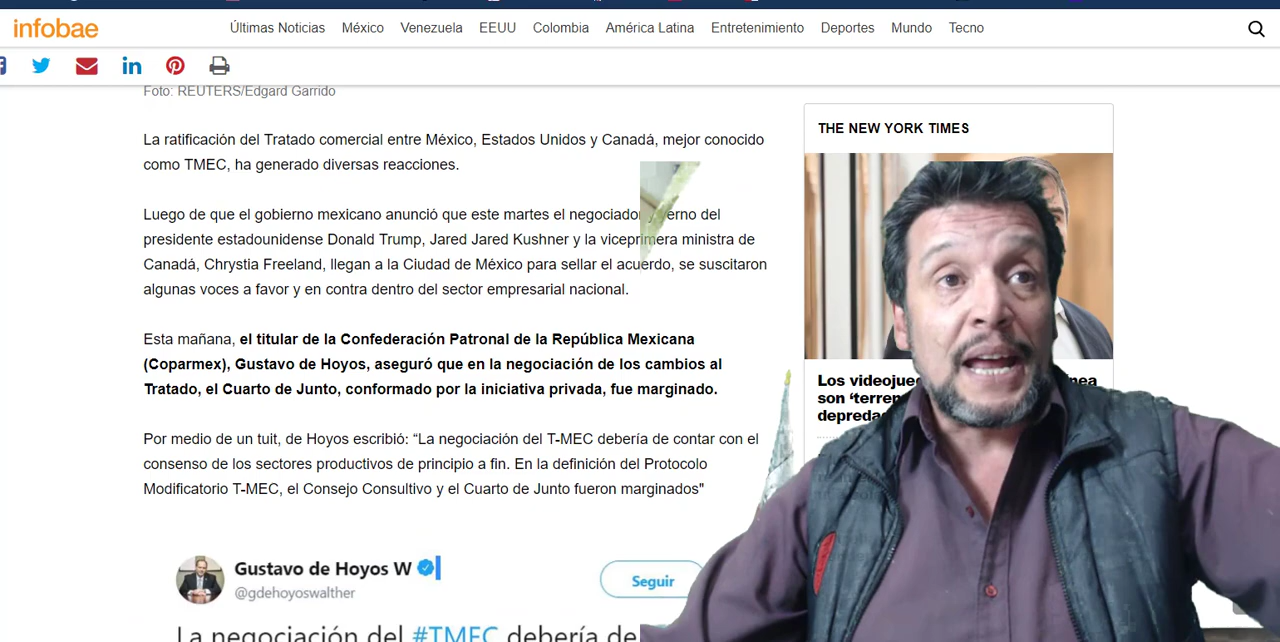 infobae
Últimas Noticias México Venezuela EEUU Colombia América Latina Entretenimiento Deportes Mundo Tecno
Foto: REUTERS/Edgard Garrido
La ratificación del Tratado comercial entre México, Estados Unidos y Canadá, mejor conocido
como TMEC, ha generado diversas reacciones.
Luego de que el gobierno mexicano anunció que este martes el negociador y yerno del
presidente estadounidense Donald Trump, Jared Jared Kushner y la viceprimera ministra de
Canadá, Chrystia Freeland, llegan a la Ciudad de México para sellar el acuerdo, se suscitaron
algunas voces a favor y en contra dentro del sector empresarial nacional.
Esta mañana, el titular de la Confederación Patronal de la República Mexicana
(Coparmex), Gustavo de Hoyos, aseguró que en la negociación de los cambios al
Tratado, el Cuarto de Junto, conformado por la iniciativa privada, fue marginado.
Por medio de un tuit, de Hoyos escribió: “La negociación del T-MEC debería de contar con el
consenso de los sectores productivos de principio a fin. En la definición del Protocolo
Modificatorio T-MEC, el Consejo Consultivo y el Cuarto de Junto fueron marginados"
Gustavo de Hoyos W
@gdehoyoswalther
Seguir
La negociación del #TMEC debería de
THE NEW YORK TIMES
Los
son